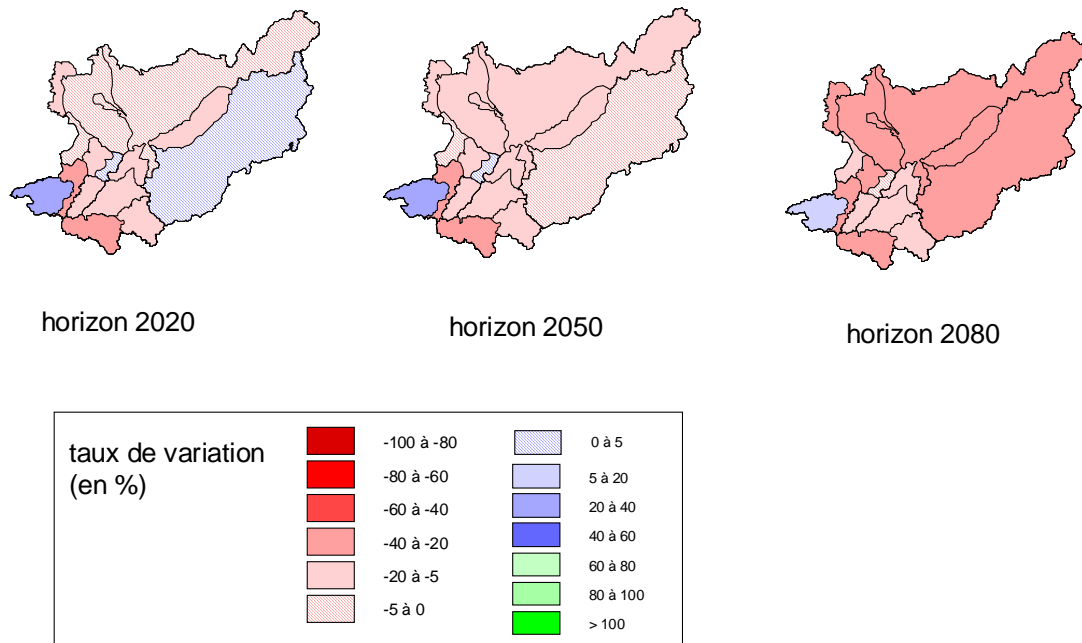 horizon 2020
horizon 2050
horizon 2080
taux de variation
(en %)
-100 à -80
-80 à -60
-60 à -40
-40 à -20
-20 à -5
-5 à 0
0 à 5
5 à 20
20 à 40
40 à 60
60 à 80
80 à 100
> 100